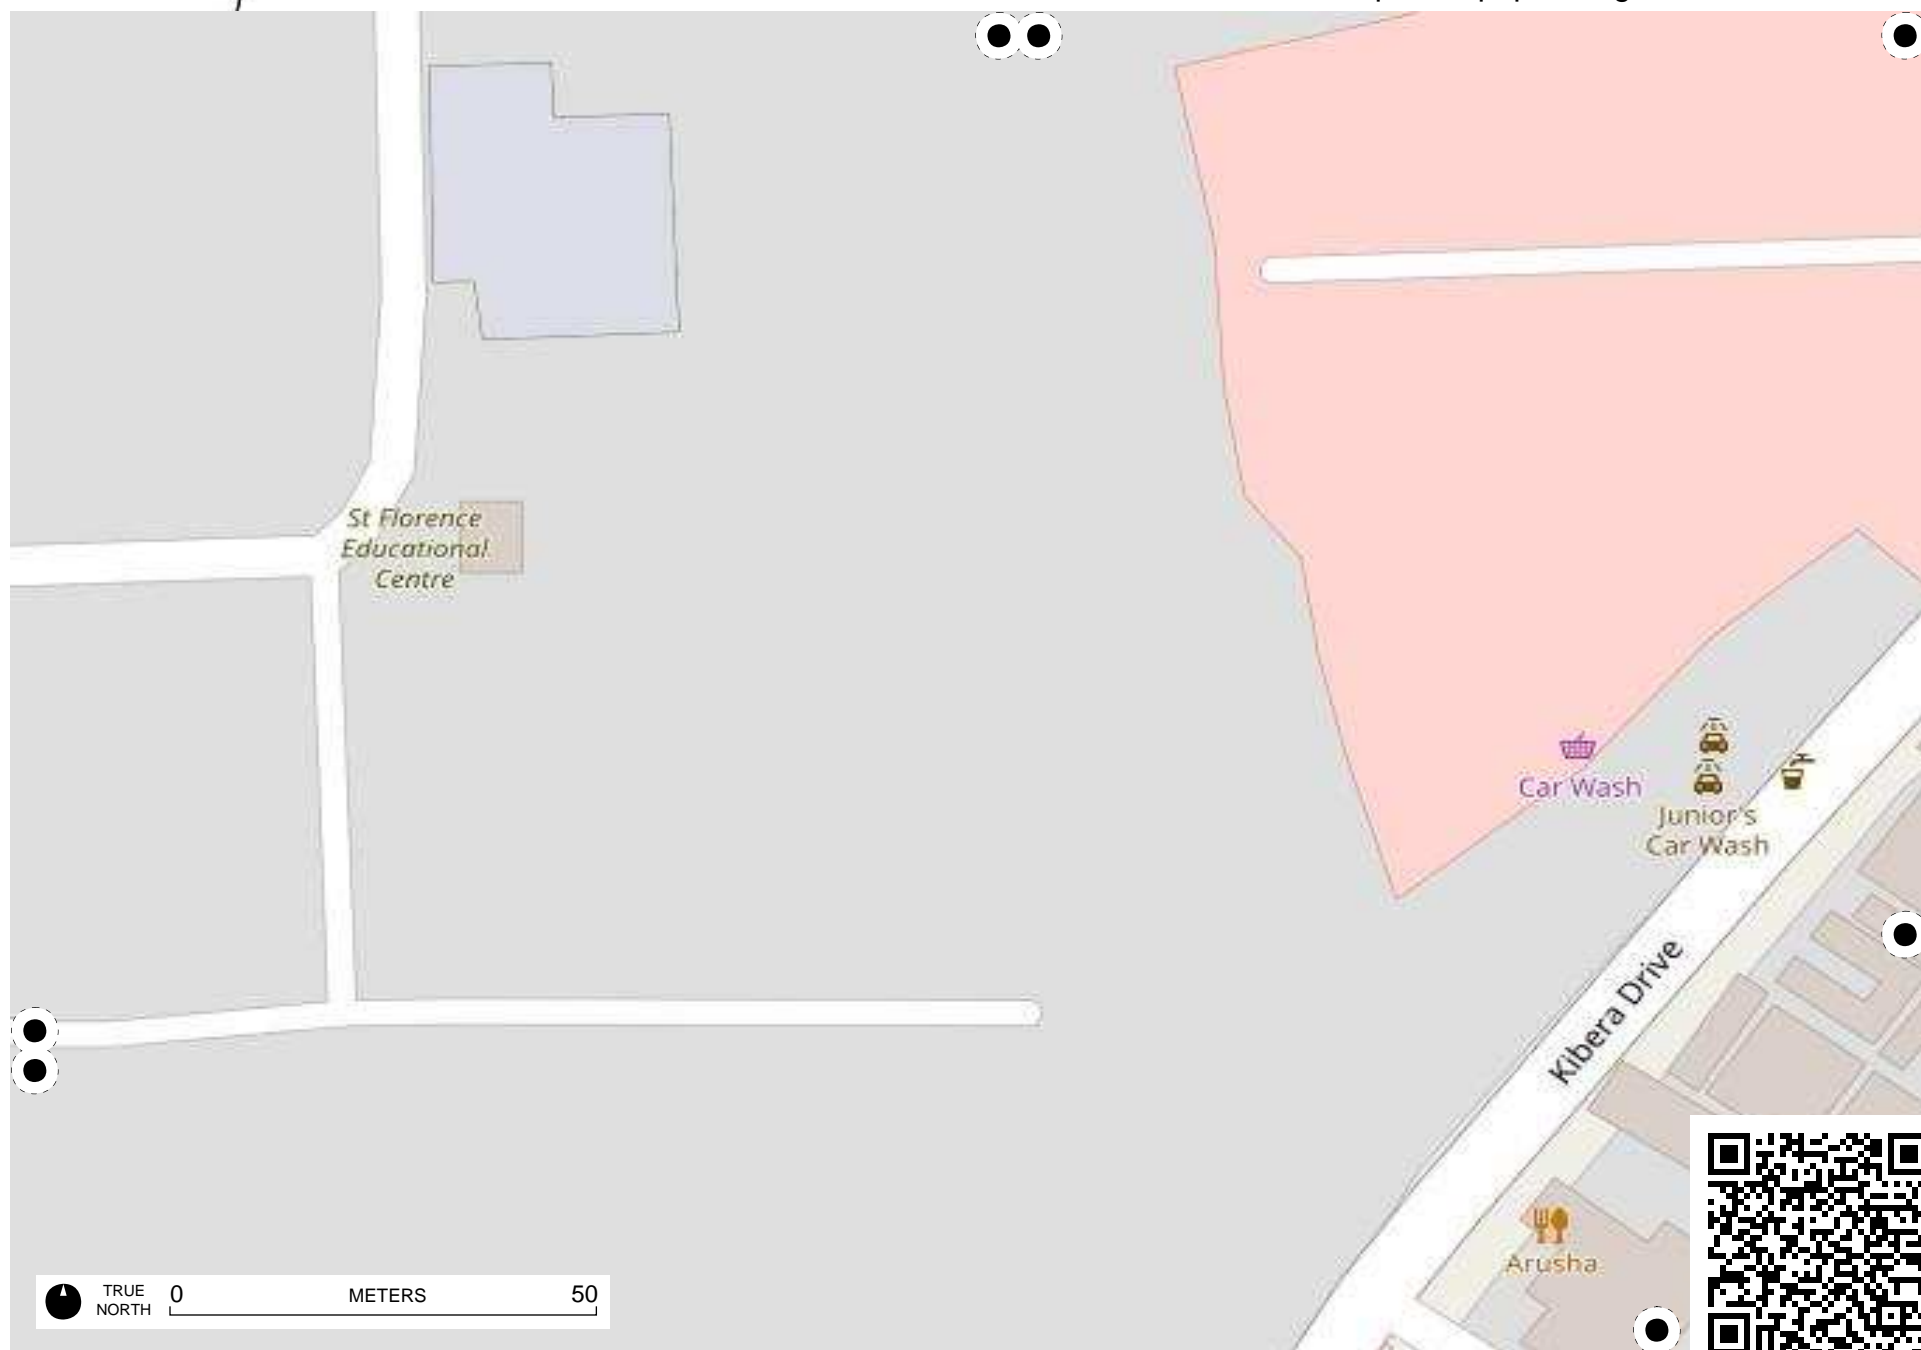 St Florence
Educational
Centre
Car Wash
Junior's
Car Wash
Kibera Drive
Arusha
TRUE
NORTH
0
METERS
50